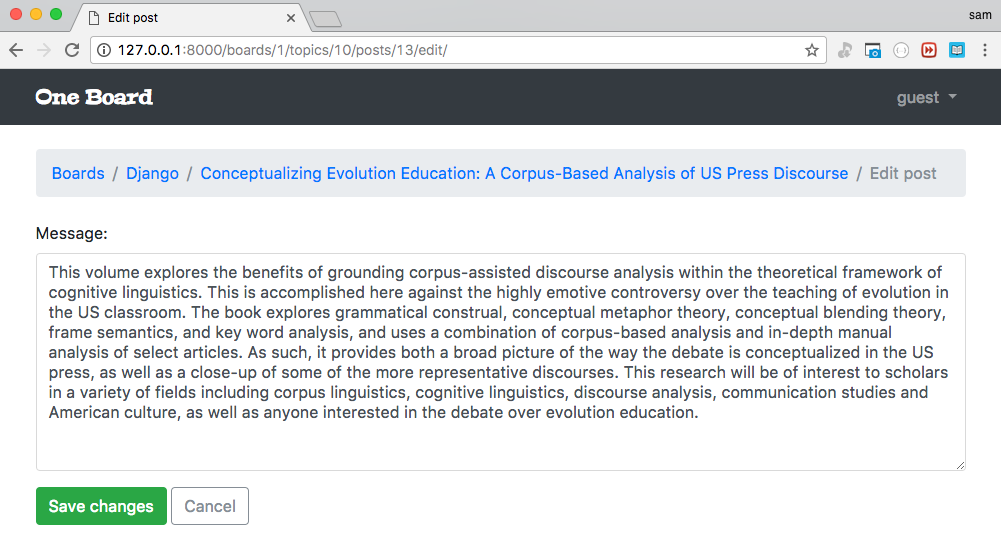 Edit post
sam
127.0.0.1:8000/boards/1/topics/10/posts/13/edit/
One Board
guest
Boards / Django / Conceptualizing Evolution Education: A Corpus-Based Analysis of US Press Discourse / Edit post
Message:
This volume explores the benefits of grounding corpus-assisted discourse analysis within the theoretical framework of
cognitive linguistics. This is accomplished here against the highly emotive controversy over the teaching of evolution in
the US classroom. The book explores grammatical construal, conceptual metaphor theory, conceptual blending theory,
frame semantics, and key word analysis, and uses a combination of corpus-based analysis and in-depth manual
analysis of select articles. As such, it provides both a broad picture of the way the debate is conceptualized in the US
press, as well as a close-up of some of the more representative discourses. This research will be of interest to scholars
in a variety of fields including corpus linguistics, cognitive linguistics, discourse analysis, communication studies and
American culture, as well as anyone interested in the debate over evolution education.
Save changes
Cancel